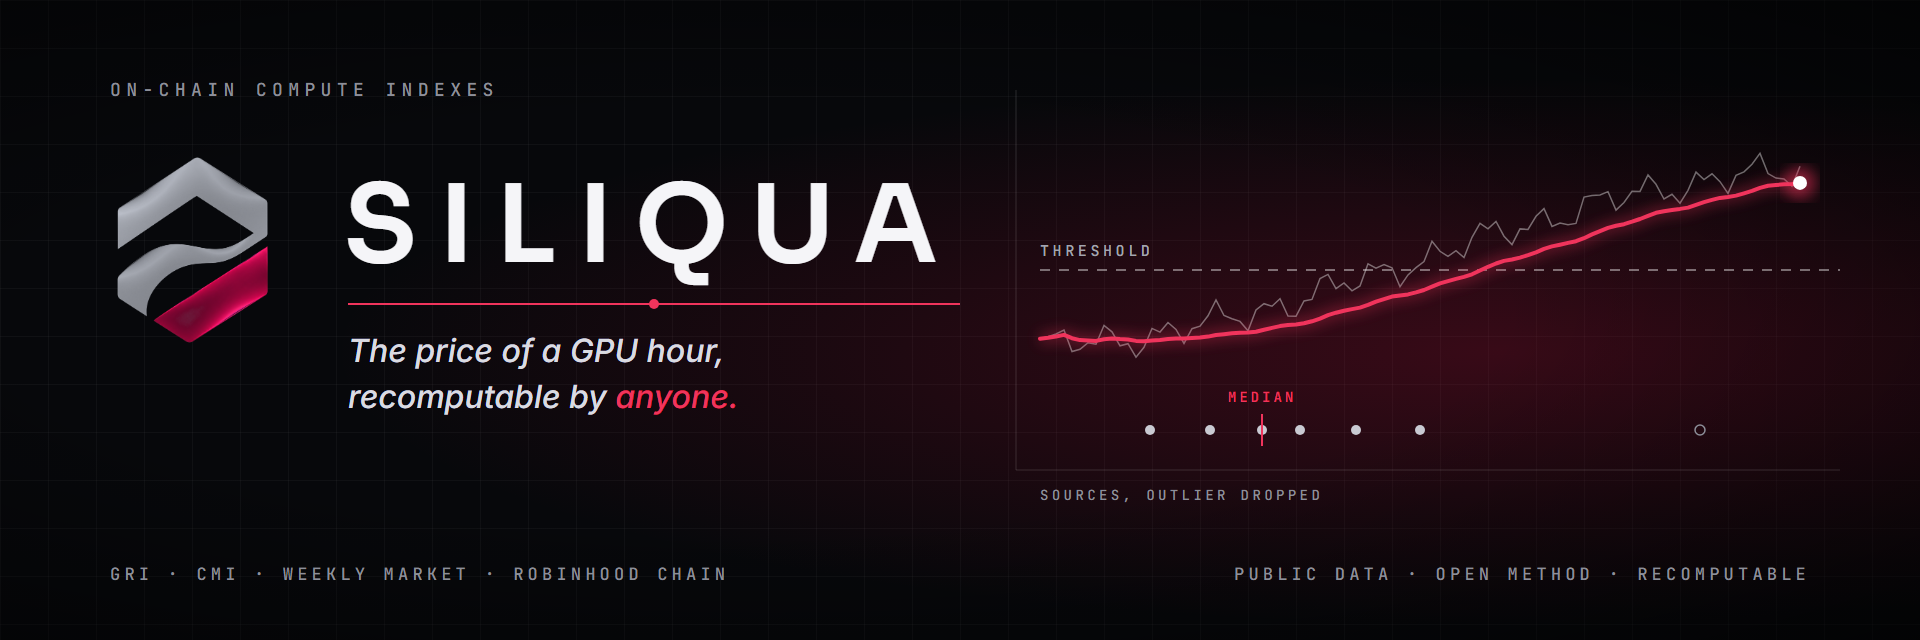 ON-CHAIN COMPUTE INDEXES
SILIQUA
The price of a GPU hour,
recomputable by anyone.
THRESHOLD
MEDIAN
SOURCES, OUTLIER DROPPED
GRI · CMI · WEEKLY MARKET · ROBINHOOD CHAIN
PUBLIC DATA · OPEN METHOD · RECOMPUTABLE